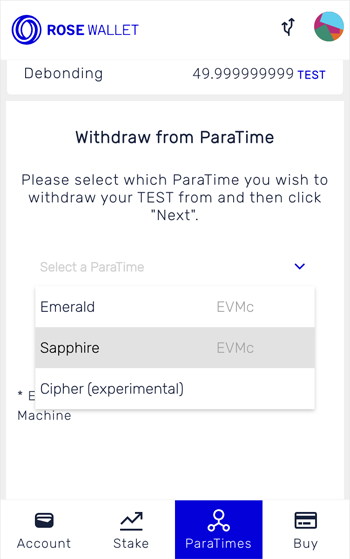 ROSE WALLET
Debonding 49.999999999 TEST
Withdraw from ParaTime
Please select which ParaTime you wish to
withdraw your TEST from and then click
"Next".
Select a ParaTime
Emerald EVMc
Sapphire EVMc
Cipher (experimental)
* E
Machine
Account Stake ParaTimes Buy